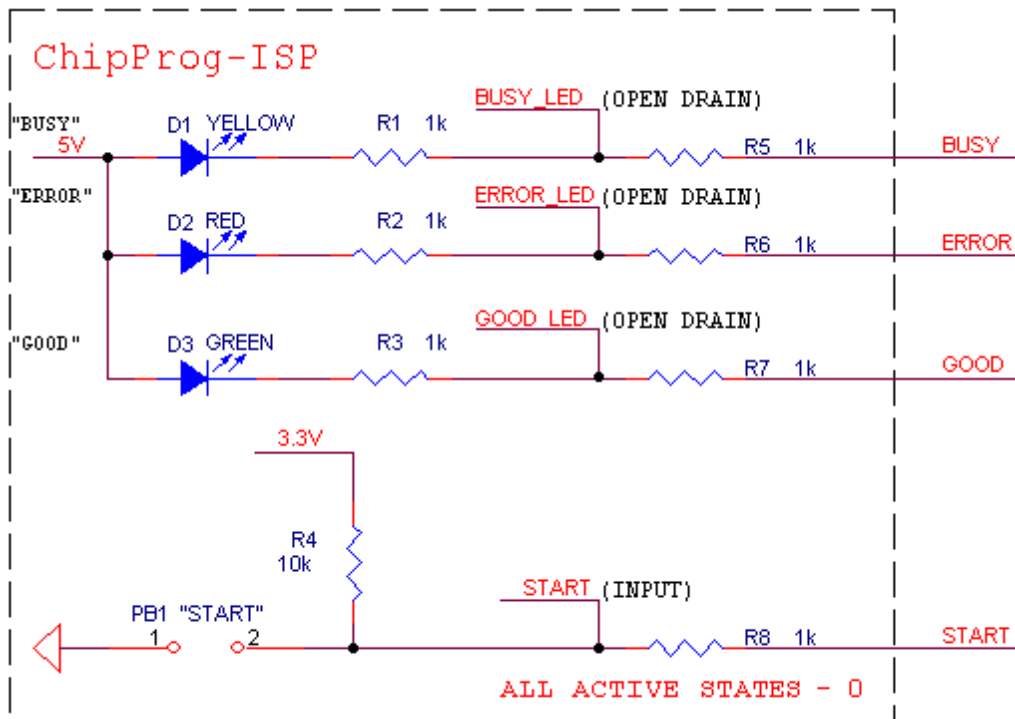 ChipProg-ISP
BUSY_LED (OPEN DRAIN)
"BUSY" D1 YELLOW R1 1k
5V R5 1k BUSY
"ERROR" ERROR_LED (OPEN DRAIN)
D2 RED R2 1k R6 1k ERROR
GOOD_LED (OPEN DRAIN)
"GOOD" D3 GREEN R3 1k R7 1k GOOD
3.3V
R4
10k
START (INPUT)
PB1 "START"
1 2 R8 1k START
ALL ACTIVE STATES - 0